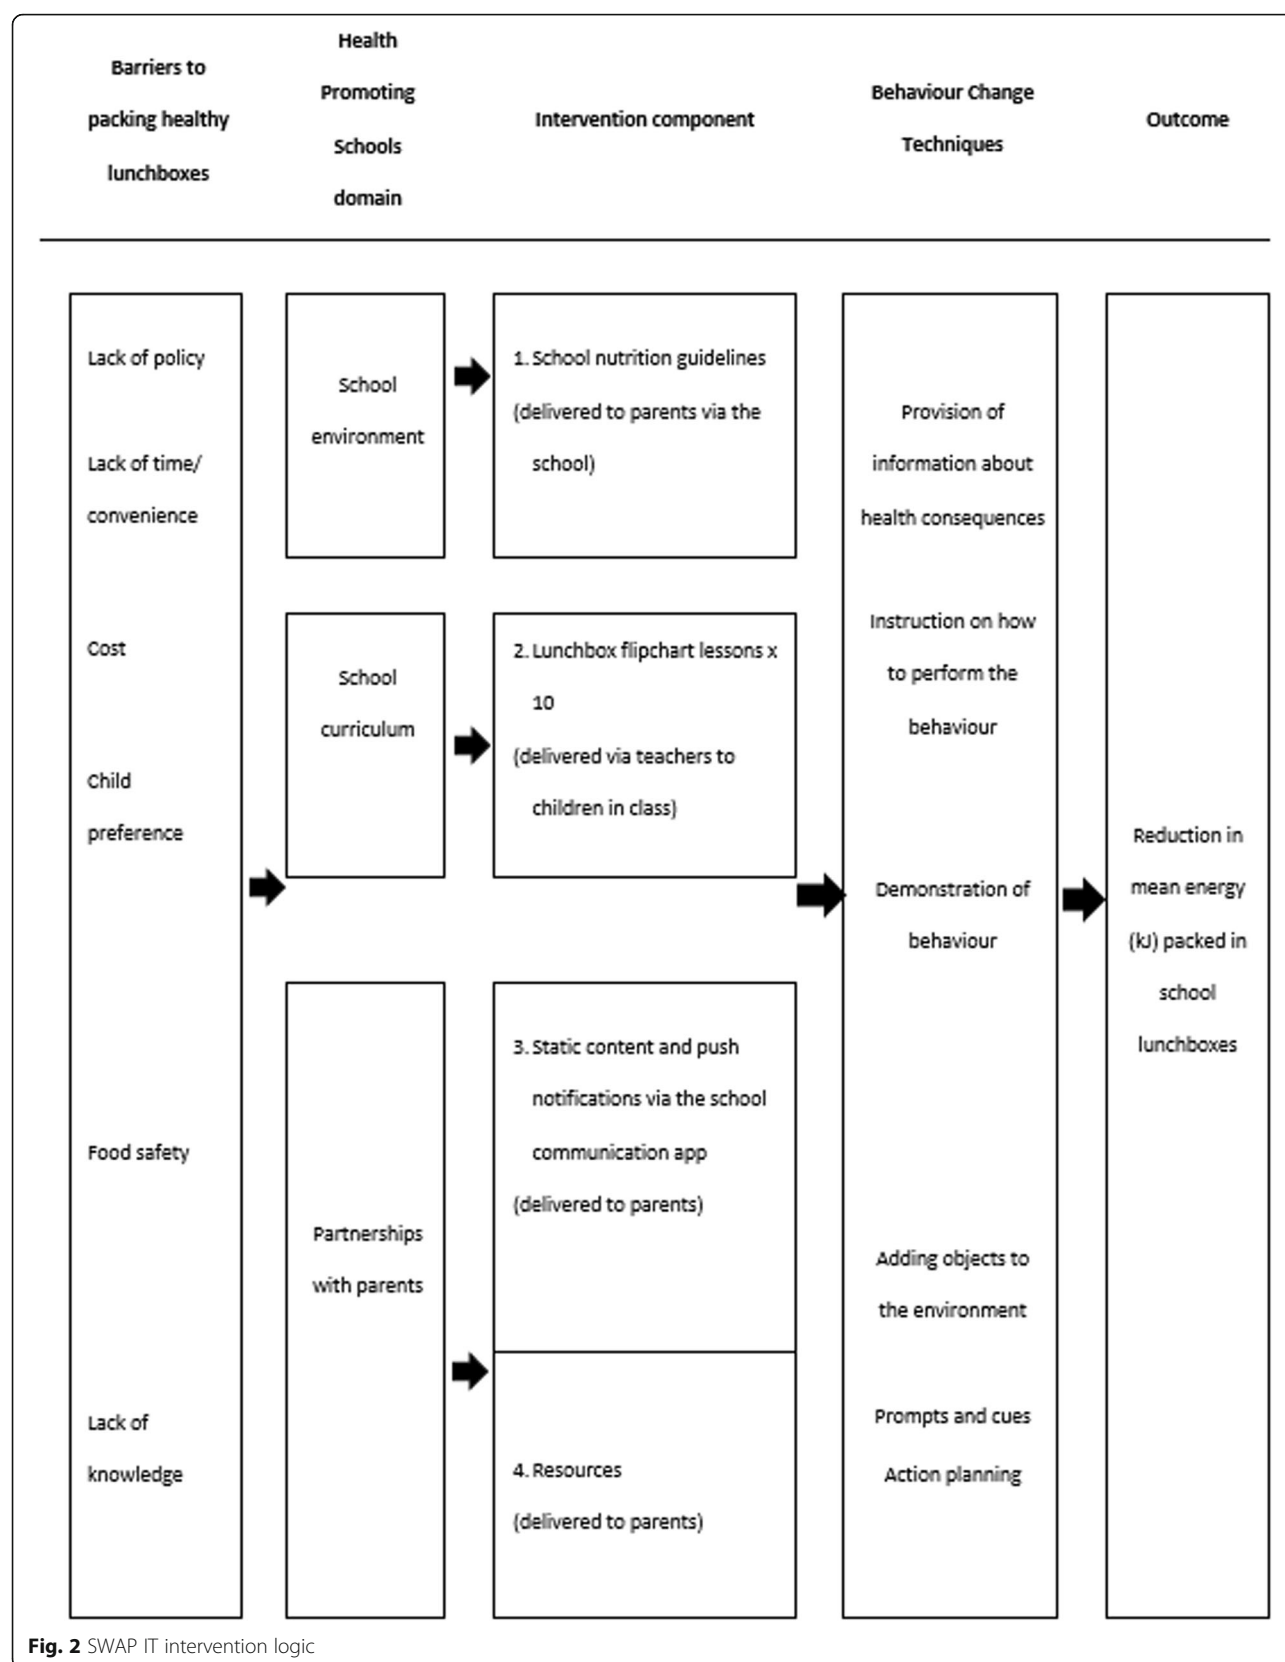 Barriers to
packing healthy
lunchboxes
Health
Promoting
Schools
domain
Intervention component
Behaviour Change
Techniques
Outcome
Lack of policy
Lack of time/
convenience
Cost
Child
preference
Food safety
Lack of
knowledge
School
environment
School
curriculum
Partnerships
with parents
1. School nutrition guidelines
(delivered to parents via the
school)
2. Lunchbox flipchart lessons x
10
(delivered via teachers to
children in class)
3. Static content and push
notifications via the school
communication app
(delivered to parents)
4. Resources
(delivered to parents)
Provision of
information about
health consequences
Instruction on how
to perform the
behaviour
Demonstration of
behaviour
Adding objects to
the environment
Prompts and cues
Action planning
Reduction in
mean energy
(kJ) packed in
school
lunchboxes
Fig. 2 SWAP IT intervention logic